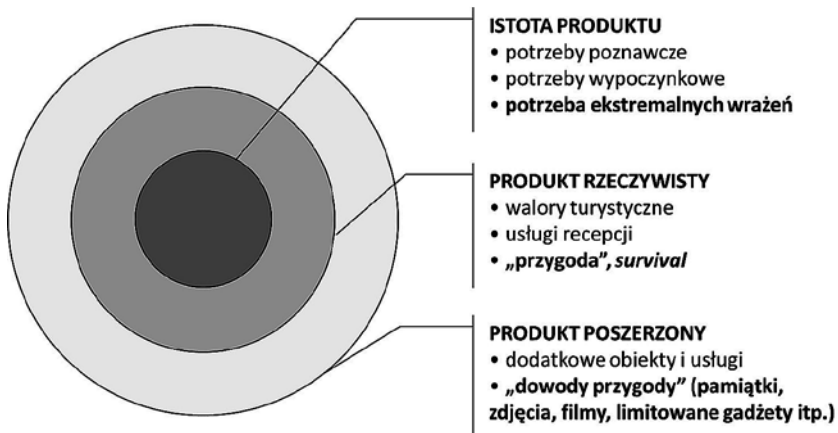 ISTOTA PRODUKTU
• potrzeby poznawcze
• potrzeby wypoczynkowe
• potrzeba ekstremalnych wrażeń
PRODUKT RZECZYWISTY
• walory turystyczne
• usługi recepcji
• „przygoda”, survival
PRODUKT POSZERZONY
• dodatkowe obiekty i usługi
• „dowody przygody” (pamiątki,
zdjęcia, filmy, limitowane gadżety itp.)